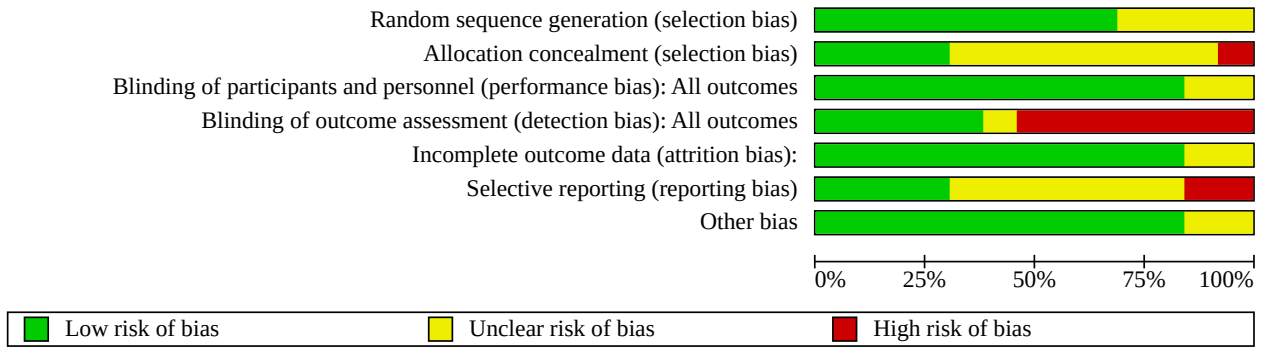 Random sequence generation (selection bias)
Allocation concealment (selection bias)
Blinding of participants and personnel (performance bias): All outcomes
Blinding of outcome assessment (detection bias): All outcomes
Incomplete outcome data (attrition bias):
Selective reporting (reporting bias)
Other bias
0% 25% 50% 75% 100%
Low risk of bias Unclear risk of bias High risk of bias